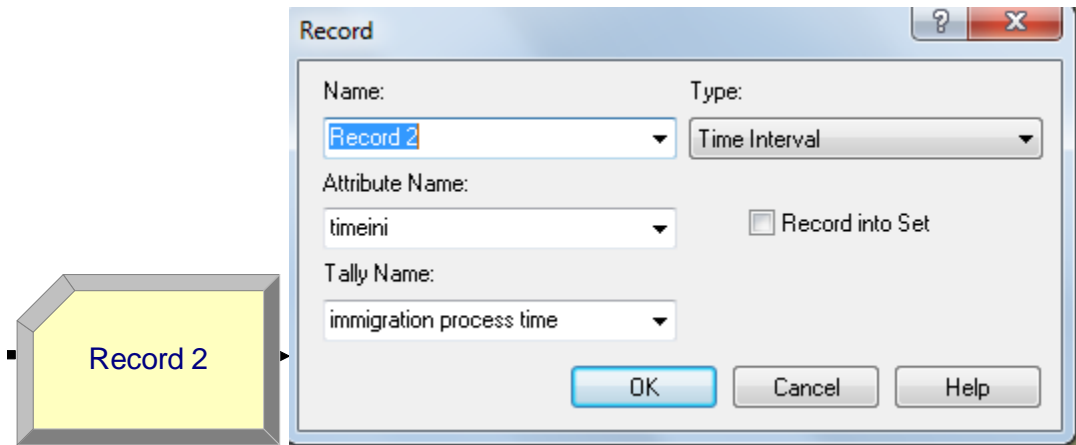 Record
Name:
Type:
Record 2
Time Interval
Attribute Name:
timeini
Record into Set
Tally Name:
immigration process time
Record 2
OK
Cancel
Help